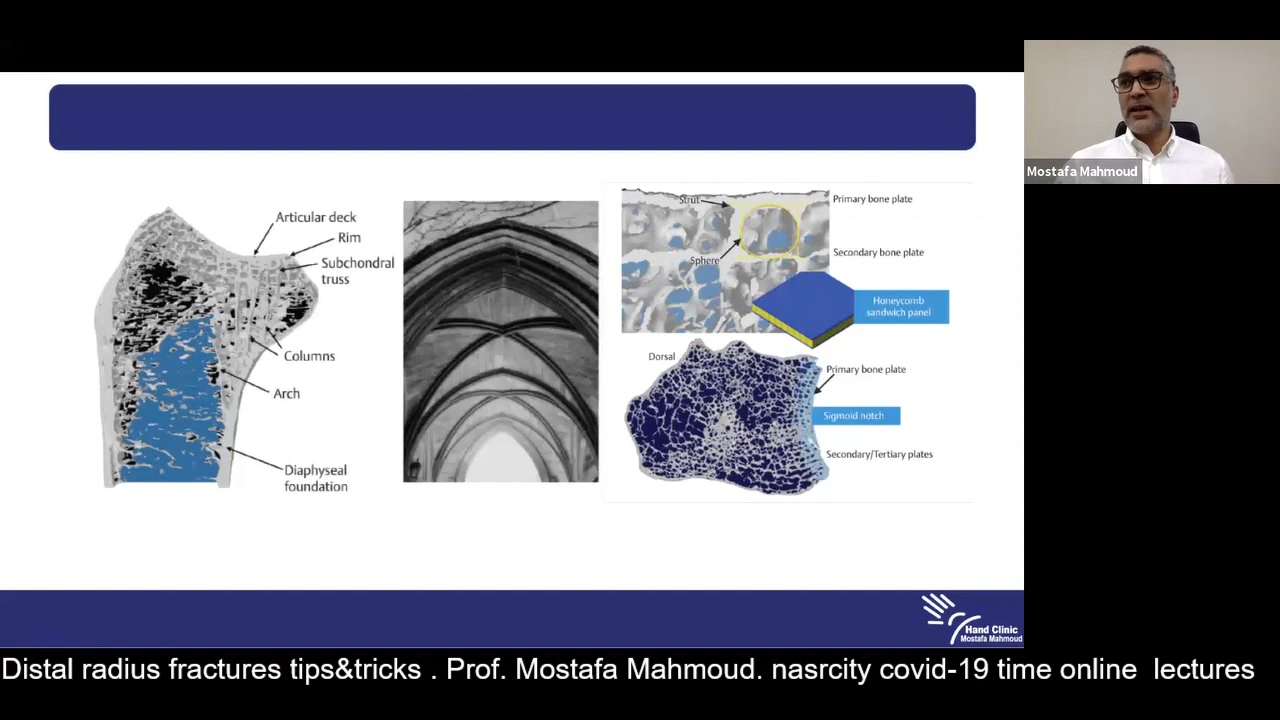 Mostafa Mahmoud
Articular deck
Rim
Subchondral
truss
Columns
Arch
Diaphyseal
foundation
Strut
Primary bone plate
Sphere
Secondary bone plate
Honeycomb
sandwich panel
Dorsal
Primary bone plate
Sigmoid notch
Secondary/Tertiary plates
Hand Clinic
Mostafa Mahmoud
Distal radius fractures tips&tricks . Prof. Mostafa Mahmoud. nasrcity covid-19 time online lectures